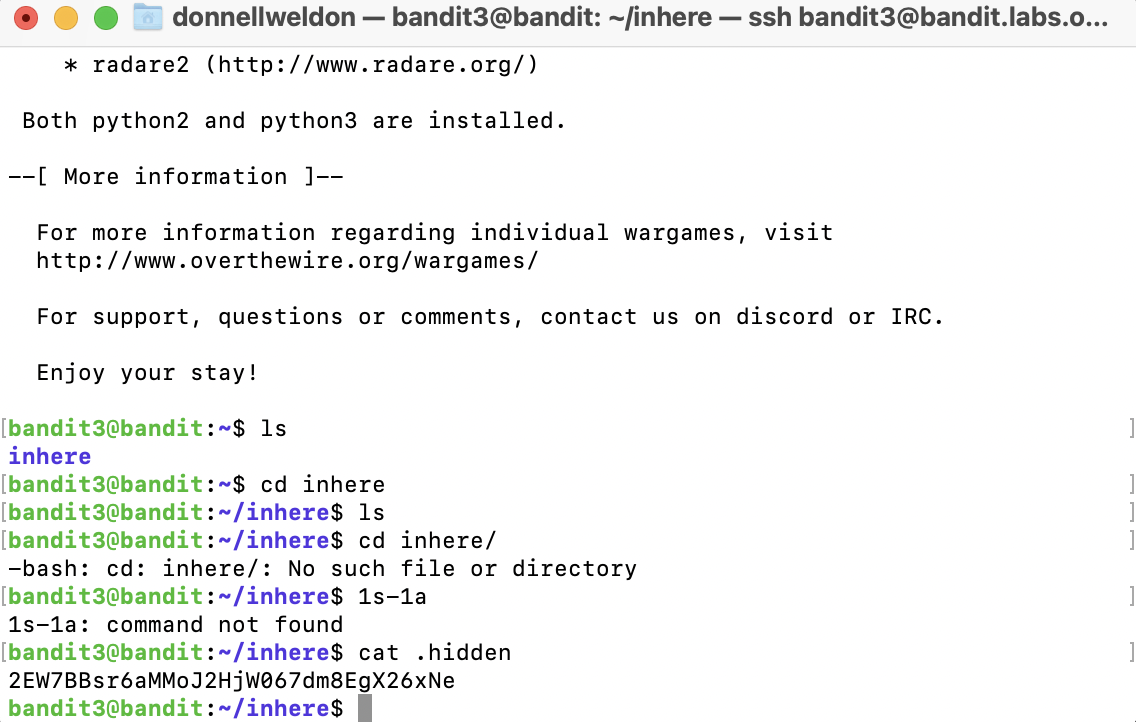 donnellweldon — bandit3@bandit: ~/inhere — ssh bandit3@bandit.labs.o...
* radare2 (http://www.radare.org/)
Both python2 and python3 are installed.
--[ More information ]--
For more information regarding individual wargames, visit
http://www.overthewire.org/wargames/
For support, questions or comments, contact us on discord or IRC.
Enjoy your stay!
[bandit3@bandit:~$ ls ]
inhere
[bandit3@bandit:~$ cd inhere ]
[bandit3@bandit:~/inhere$ ls ]
[bandit3@bandit:~/inhere$ cd inhere/ ]
-bash: cd: inhere/: No such file or directory
[bandit3@bandit:~/inhere$ 1s-1a ]
1s-1a: command not found
[bandit3@bandit:~/inhere$ cat .hidden ]
2EW7BBsr6aMMoJ2HjW067dm8EgX26xNe
bandit3@bandit:~/inhere$